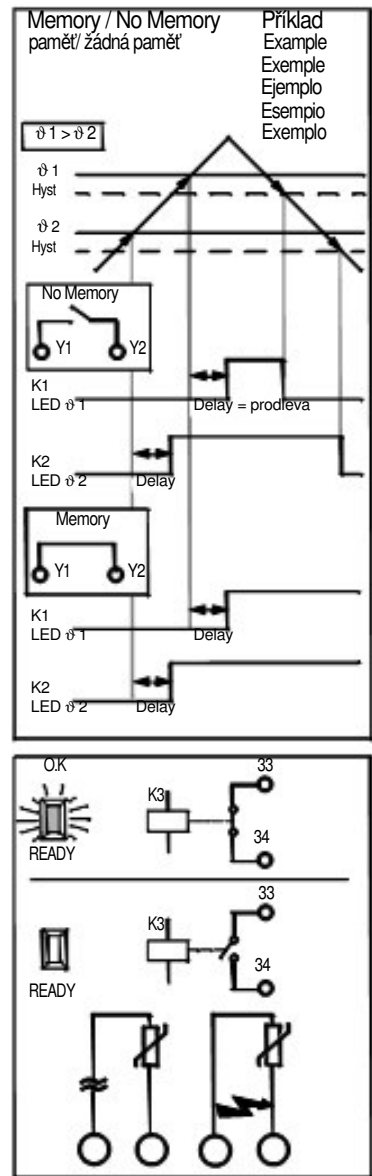 Memory / No Memory
paměť/ žádná paměť
Příklad
Example
Exemple
Ejemplo
Esempio
Exemplo
ϑ 1 > ϑ 2
ϑ 1
Hyst
ϑ 2
Hyst
No Memory
Y1 Y2
K1
LED ϑ 1
Delay = prodleva
K2
LED ϑ 2
Delay
Memory
Y1 Y2
K1
LED ϑ 1
Delay
K2
LED ϑ 2
Delay
O.K
33
K3
34
READY
33
K3
34
READY